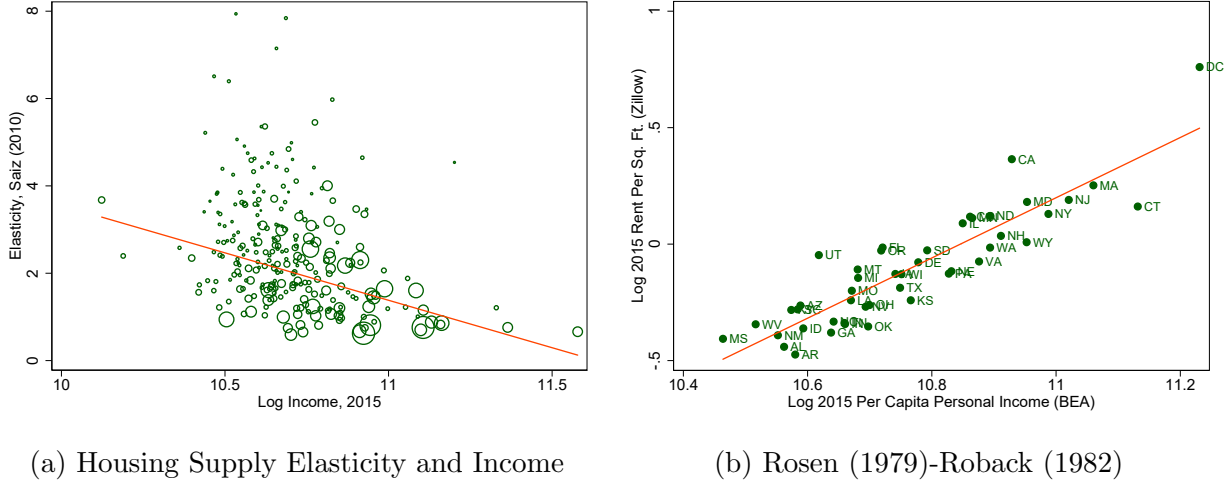 8
6
4
2
0
Elasticity, Saiz (2010)
10
10.5
11
11.5
Log Income, 2015
1
.5
0
-.5
Log 2015 Rent Per Sq. Ft. (Zillow)
DC
CA
MA
MD
NJ
CT
ND
MN
NY
IL
NH
WY
WA
UT
FL
OR
SD
DE
VA
MT
MI
WI
NE
PA
MO
TX
LA
KS
AZ
OH
NV
WV
ID
OK
GA
MS
NM
AL
AR
10.4
10.6
10.8
11
11.2
Log 2015 Per Capita Personal Income (BEA)
(a) Housing Supply Elasticity and Income
(b) Rosen (1979)-Roback (1982)